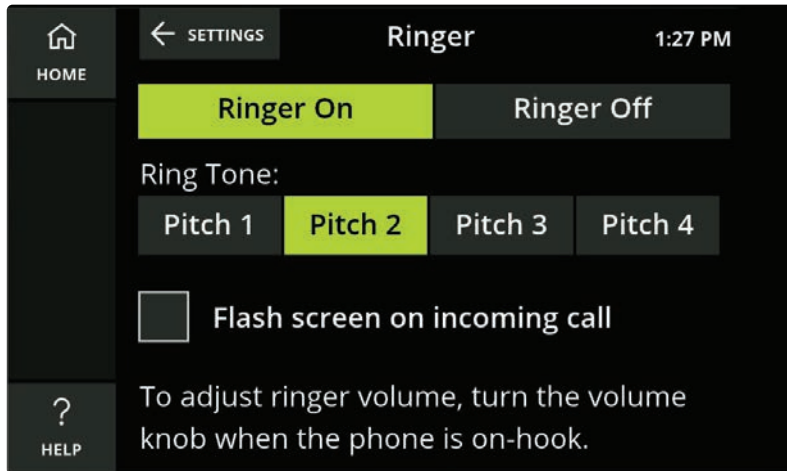 HOME
SETTINGS
Ringer
1:27 PM
Ringer On
Ringer Off
Ring Tone:
Pitch 1
Pitch 2
Pitch 3
Pitch 4
Flash screen on incoming call
To adjust ringer volume, turn the volume
knob when the phone is on-hook.
?
HELP